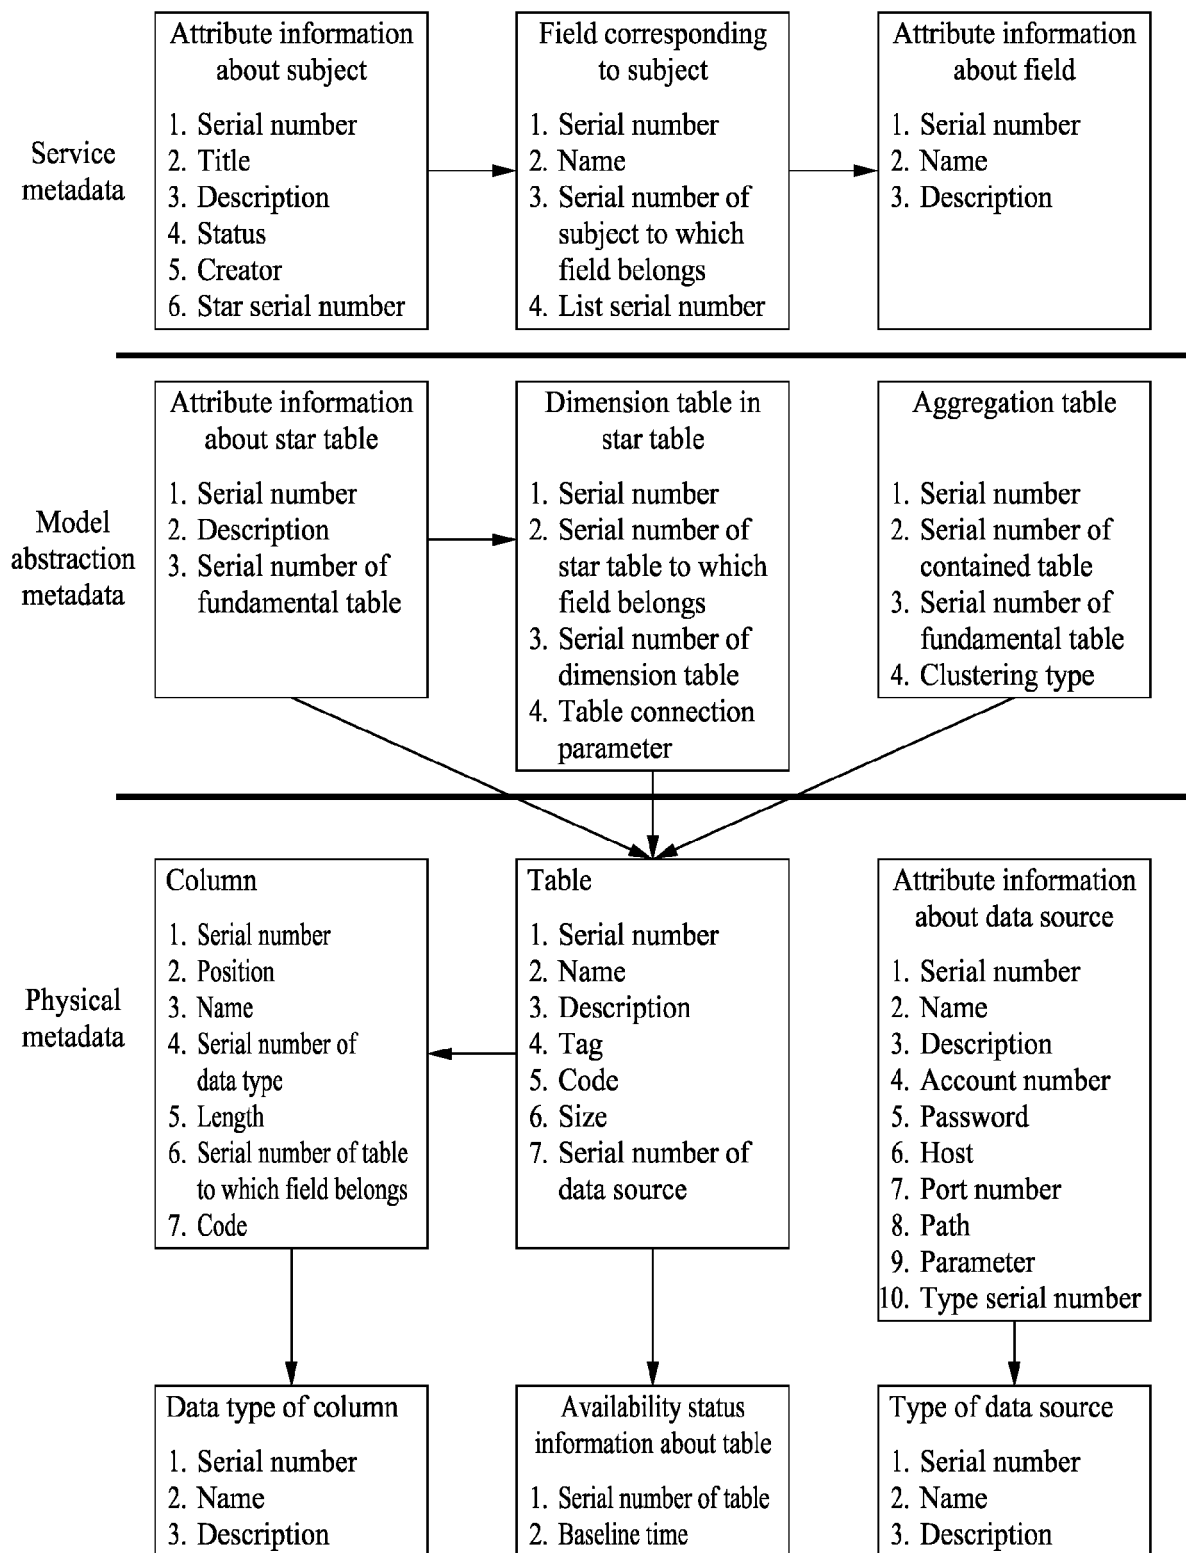 Service
metadata
Attribute information
about subject
1. Serial number
2. Title
3. Description
4. Status
5. Creator
6. Star serial number
Field corresponding
to subject
1. Serial number
2. Name
3. Serial number of
subject to which
field belongs
4. List serial number
Attribute information
about field
1. Serial number
2. Name
3. Description
Model
abstraction
metadata
Attribute information
about star table
1. Serial number
2. Description
3. Serial number of
fundamental table
Dimension table in
star table
1. Serial number
2. Serial number of
star table to which
field belongs
3. Serial number of
dimension table
4. Table connection
parameter
Aggregation table
1. Serial number
2. Serial number of
contained table
3. Serial number of
fundamental table
4. Clustering type
Physical
metadata
Column
1. Serial number
2. Position
3. Name
4. Serial number of
data type
5. Length
6. Serial number of table
to which field belongs
7. Code
Table
1. Serial number
2. Name
3. Description
4. Tag
5. Code
6. Size
7. Serial number of
data source
Attribute information
about data source
1. Serial number
2. Name
3. Description
4. Account number
5. Password
6. Host
7. Port number
8. Path
9. Parameter
10. Type serial number
Data type of column
1. Serial number
2. Name
3. Description
Availability status
information about table
1. Serial number of table
2. Baseline time
Type of data source
1. Serial number
2. Name
3. Description